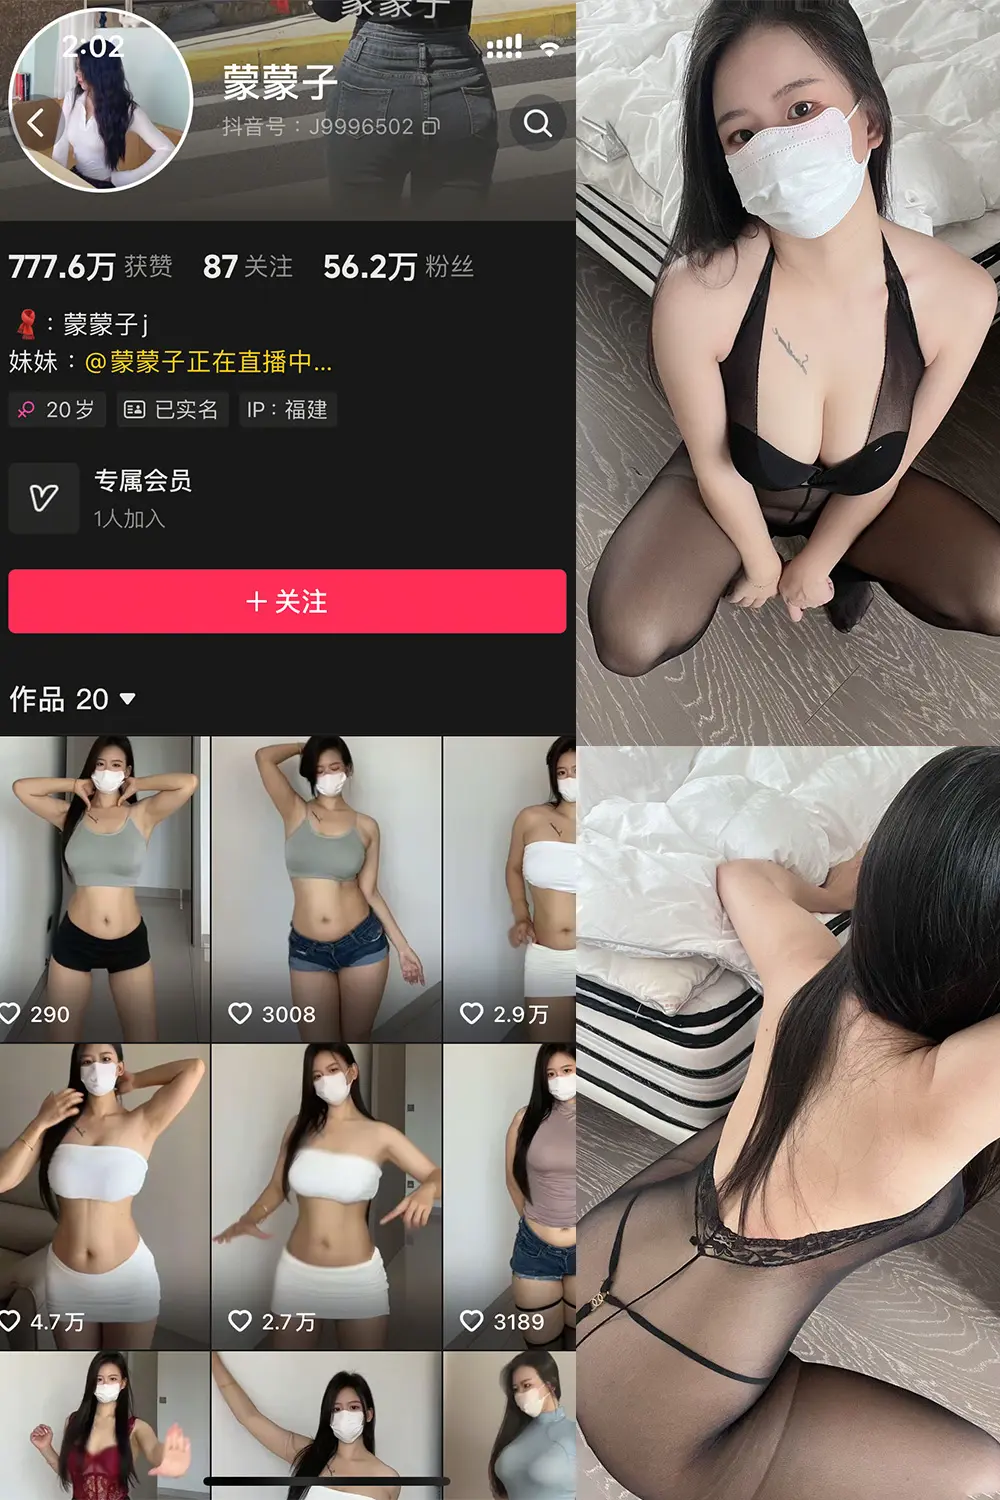 蒙蒙子
2:02
蒙蒙子
抖音号：J9996502
777.6万 获赞 87 关注 56.2万 粉丝
：蒙蒙子j
妹妹：@蒙蒙子正在直播中...
20岁 已实名 IP：福建
专属会员
1人加入
+ 关注
作品 20
290 3008 2.9万
4.7万 2.7万 3189